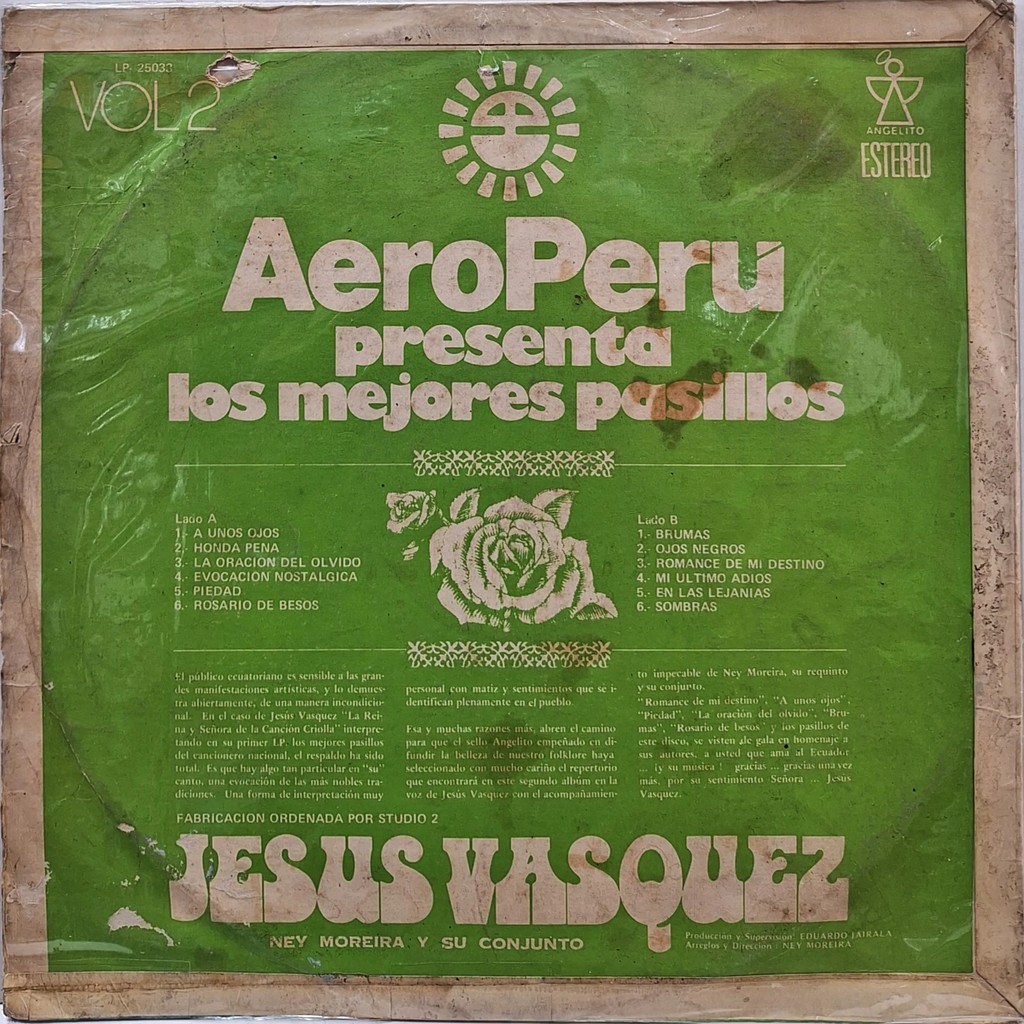 LP. 25033
VOL 2
ANGELITO
ESTEREO
AeroPerú
presenta
los mejores pasillos
Lado A
1.- A UNOS OJOS
2.- HONDA PENA
3.- LA ORACION DEL OLVIDO
4.- EVOCACION NOSTALGICA
5.- PIEDAD
6.- ROSARIO DE BESOS
Lado B
1.- BRUMAS
2.- OJOS NEGROS
3.- ROMANCE DE MI DESTINO
4.- MI ULTIMO ADIOS
5.- EN LAS LEJANIAS
6.- SOMBRAS
El público ecuatoriano es sensible a las gran-
des manifestaciones artísticas, y lo demues-
tra abiertamente, de una manera incondicio-
nal. En el caso de Jesús Vasquez "La Rei-
na y Señora de la Canción Criolla" interpre-
tando en su primer LP. los mejores pasillos
del cancionero nacional, el respaldo ha sido
total. Es que hay algo tan particular en "su"
canto, una evocación de las más nobles tra-
diciones. Una forma de interpretación muy
personal con matiz y sentimientos que se i-
dentifican plenamente en el pueblo.
Esa y muchas razones más, abren el camino
para que el sello Angelito empeñado en di-
fundir la belleza de nuestro folklore haya
seleccionado con mucho cariño el repertorio
que encontrará en este segundo albúm en la
voz de Jesús Vasquez con el acompañamien-
to impecable de Ney Moreira, su requinto
y su conjunto.
"Romance de mi destino", "A unos ojos",
"Piedad", "La oración del olvido", "Bru-
mas", "Rosario de besos" y los pasillos de
este disco, se visten de gala en homenaje a
sus autores, a usted que ama al Ecuador
... ¡y su musica! gracias ... gracias una vez
más, por su sentimiento Señora ... Jesús
Vasquez.
FABRICACION ORDENADA POR STUDIO 2
JESUS VASQUEZ
NEY MOREIRA Y SU CONJUNTO
Producción y Supervisión: EDUARDO JAIRALA
Arreglos y Dirección: NEY MOREIRA